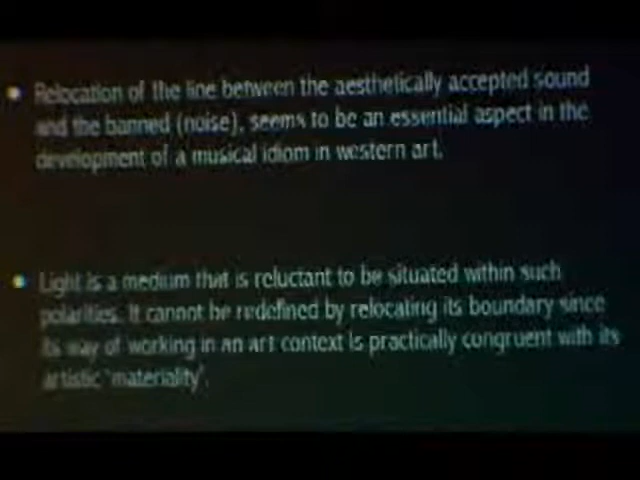 • Relocation of the line between the aesthetically accepted sound
and the banned (noise), seems to be an essential aspect in the
development of a musical idiom in western art.
• Light is a medium that is reluctant to be situated within such
polarities. It cannot be redefined by relocating its boundary since
its way of working in an art context is practically congruent with its
artistic 'materiality'.